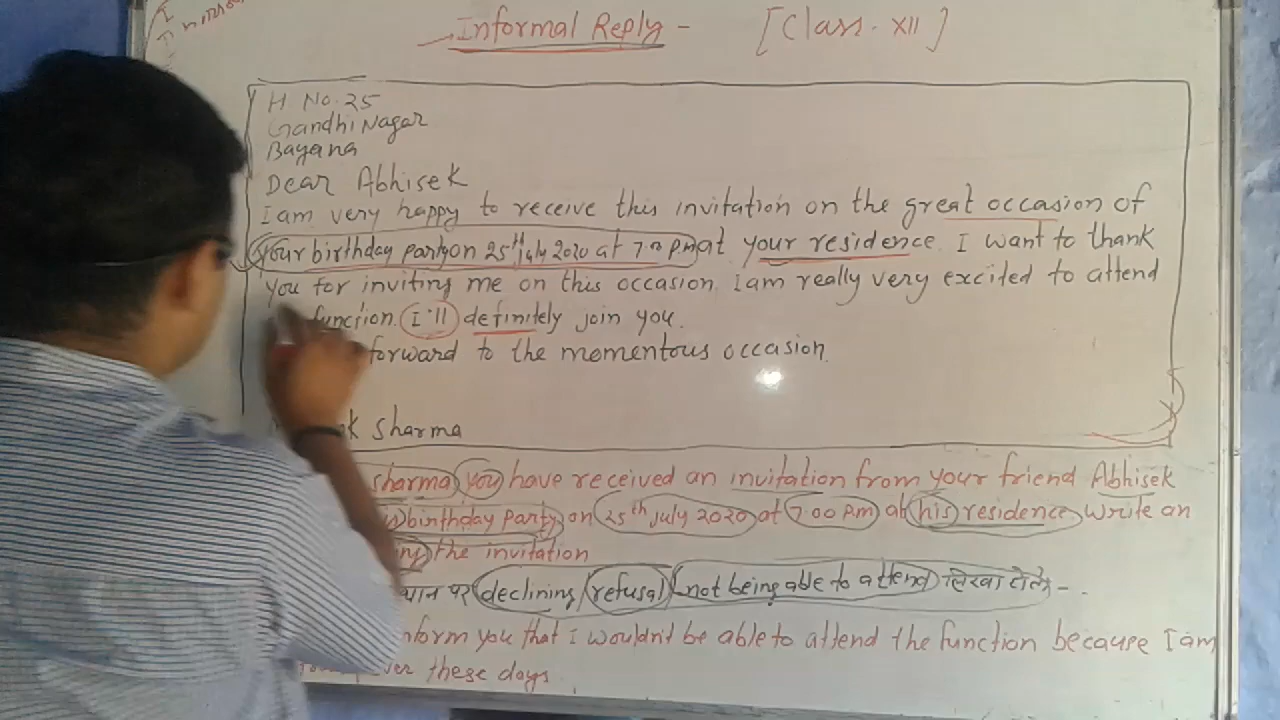 Informal Reply - [Class. XII]
H No. 25
Gandhi Nagar
Bayana
Dear Abhisek
I am very happy to receive this invitation on the great occasion of
your birthday party on 25th july 2020 at 7.00 pm at your residence. I want to thank
you for inviting me on this occasion. I am really very excited to attend
function. I'll definitely join you.
forward to the momentous occasion.
Sharma
sharma you have received an invitation from your friend Abhisek
birthday party on 25th july 2020 at 7.00 pm at his residence write an
the invitation
पर declining/refusal/not being able to attend लिखा
you that I wouldn't be able to attend the function because I am
these days.